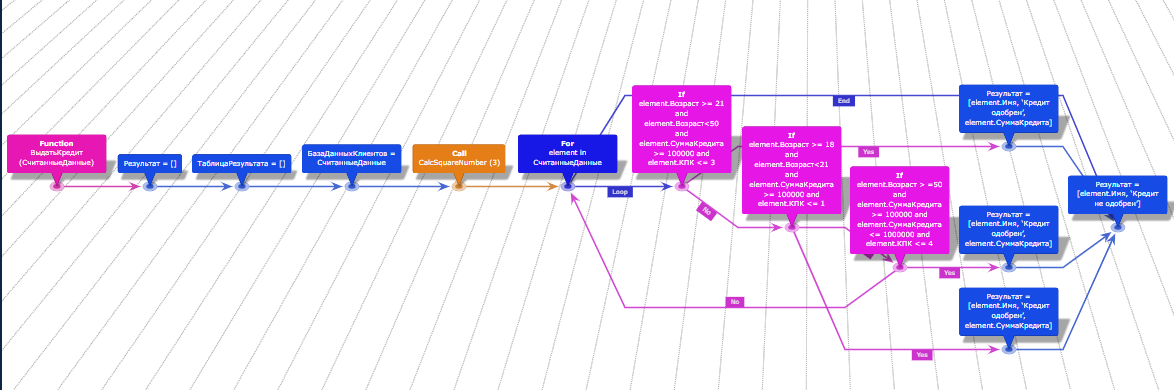 Function
ВыдатьКредит
(СчитанныеДанные)
Результат = []
ТаблицаРезультата = []
БазаДанныхКлиентов =
СчитанныеДанные
Call
CalcSquareNumber (3)
For
element in
СчитанныеДанные
Loop
If
element.Возраст >= 21
and
element.Возраст<50
and
element.СуммаКредита
>= 100000 and
element.КПК <= 3
No
If
element.Возраст >= 18
and
element.Возраст<21
and
element.СуммаКредита
>= 100000 and
element.КПК <= 1
End
Yes
If
element.Возраст > =50
and
element.СуммаКредита
>= 100000 and
element.СуммаКредита
<= 1000000 and
element.КПК <= 4
Yes
No
Yes
Результат =
[element.Имя, 'Кредит
одобрен',
element.СуммаКредита]
Результат =
[element.Имя, 'Кредит
одобрен',
element.СуммаКредита]
Результат =
[element.Имя, 'Кредит
одобрен',
element.СуммаКредита]
Результат =
[element.Имя, 'Кредит
не одобрен']